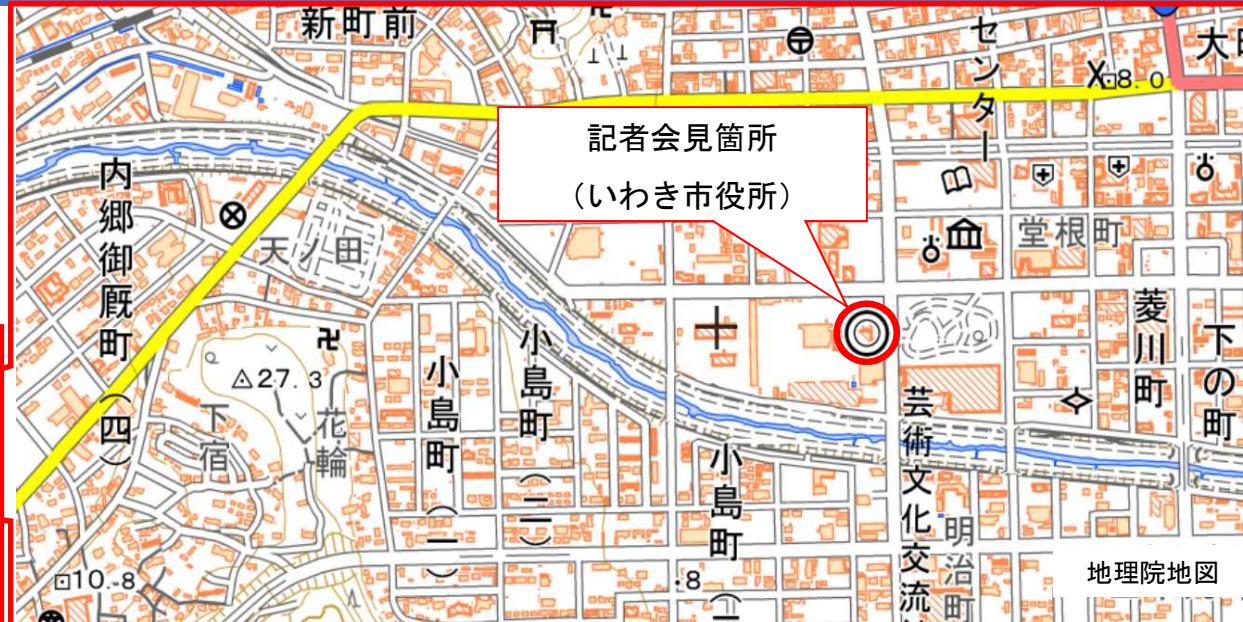 新町前
センター
大
8.0
記者会見箇所
(いわき市役所)
内郷御厩町(四)
天ノ田
堂根町
菱川町
下の町
27.3
下宿
花輪
小島町(一)
小島町(二)
小島町(
芸術文化交流
明治町
10.8
.8
地理院地図